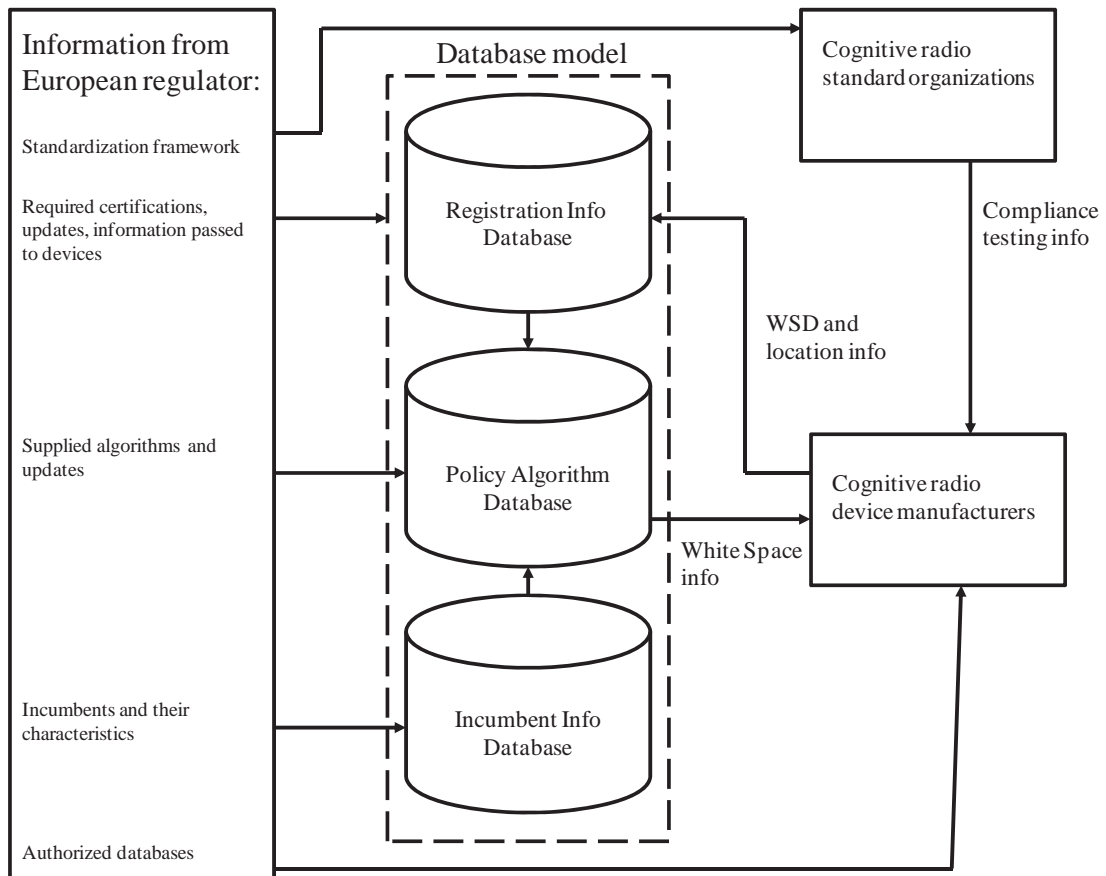 Information from
European regulator:
Standardization framework
Required certifications,
updates, information passed
to devices
Supplied algorithms and
updates
Incumbents and their
characteristics
Authorized databases
Database model
Registration Info
Database
Policy Algorithm
Database
Incumbent Info
Database
Cognitive radio
standard organizations
Compliance
testing info
WSD and
location info
Cognitive radio
device manufacturers
White Space
info